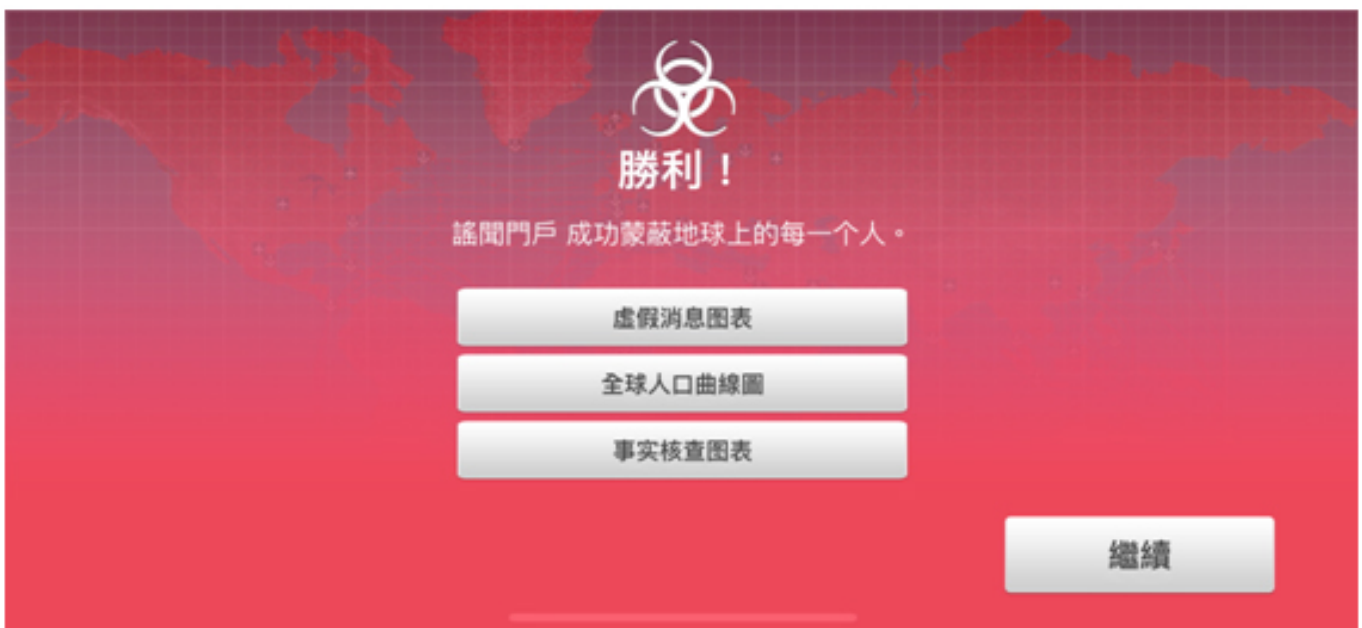 勝利！
謠聞門戶 成功蒙蔽地球上的每一个人。
虛假消息图表
全球人口曲線圖
事实核查图表
繼續